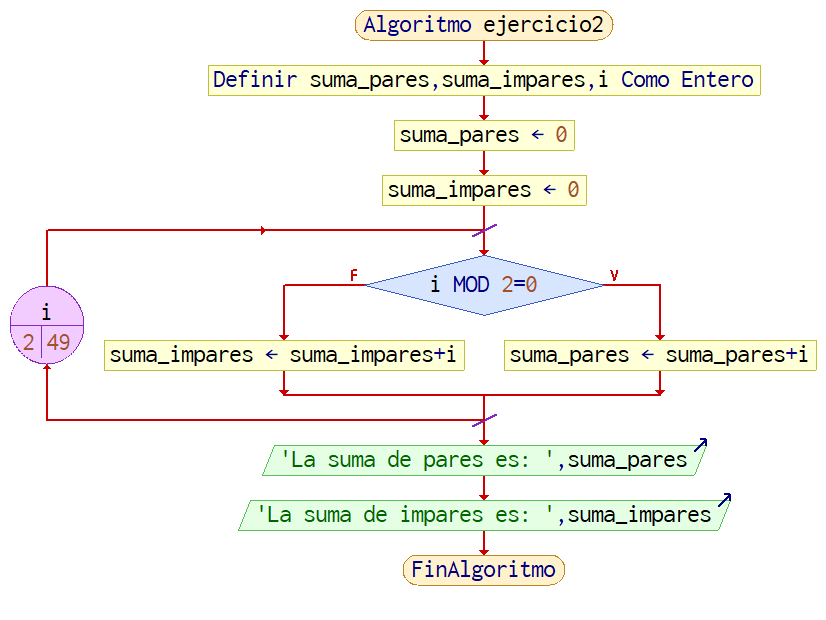 Algoritmo ejercicio2
Definir suma_pares,suma_impares,i Como Entero
suma_pares ← 0
suma_impares ← 0
i
2 49
F
i MOD 2=0
V
suma_impares ← suma_impares+i
suma_pares ← suma_pares+i
'La suma de pares es: ',suma_pares
'La suma de impares es: ',suma_impares
FinAlgoritmo